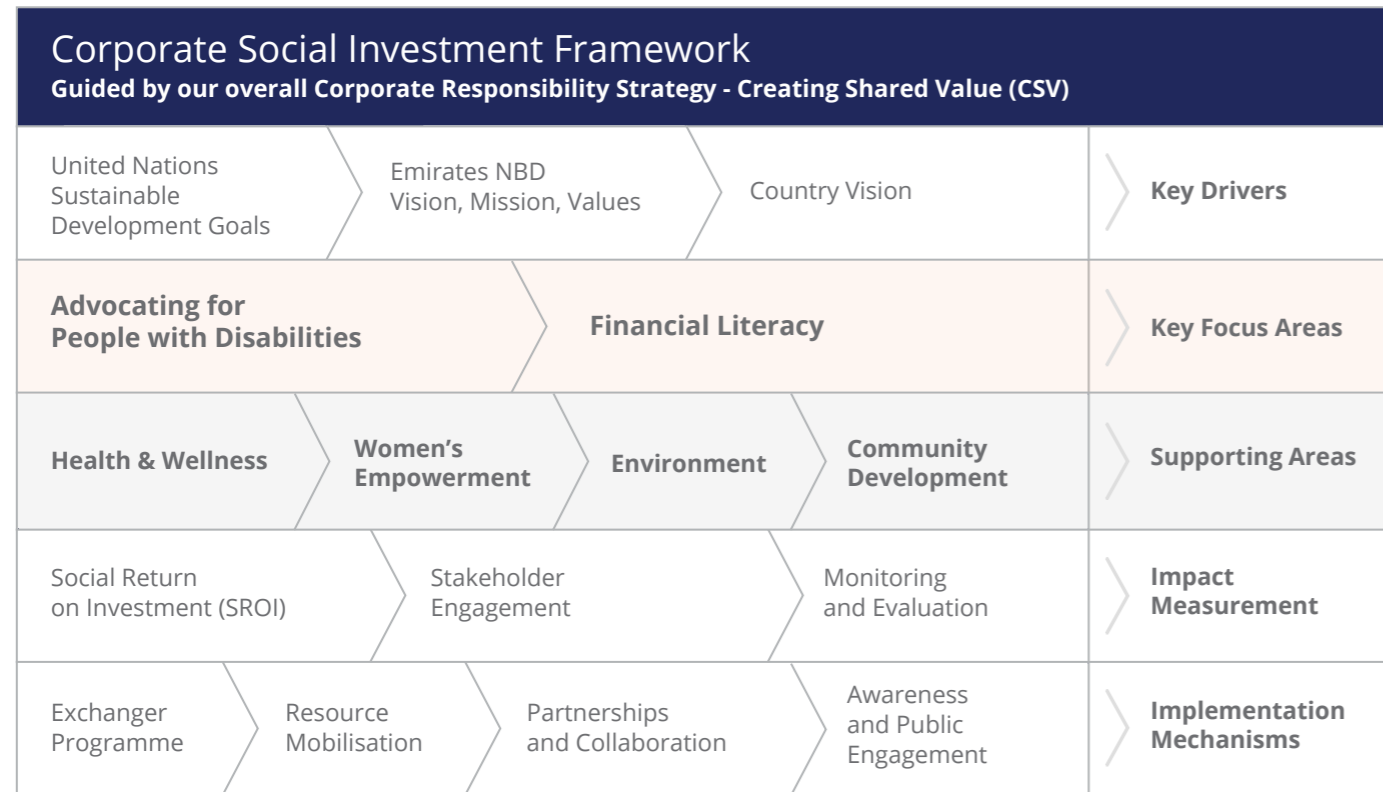 Corporate Social Investment Framework
Guided by our overall Corporate Responsibility Strategy - Creating Shared Value (CSV)
United Nations
Sustainable
Development Goals
Emirates NBD
Vision, Mission, Values
Country Vision
Key Drivers
Advocating for
People with Disabilities
Financial Literacy
Key Focus Areas
Health & Wellness
Women’s
Empowerment
Environment
Community
Development
Supporting Areas
Social Return
on Investment (SROI)
Stakeholder
Engagement
Monitoring
and Evaluation
Impact
Measurement
Exchanger
Programme
Resource
Mobilisation
Partnerships
and Collaboration
Awareness
and Public
Engagement
Implementation
Mechanisms